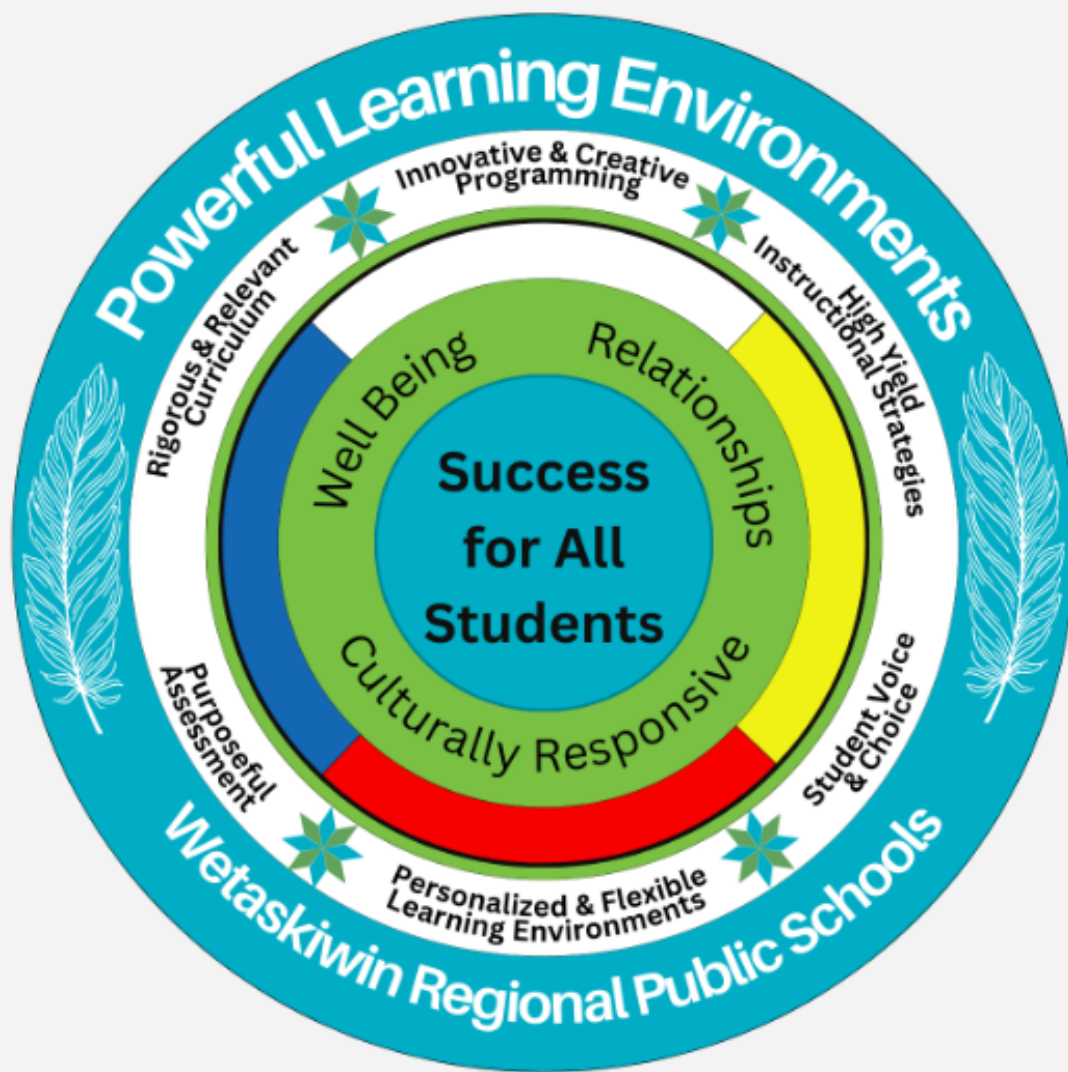 Powerful Learning Environments
Innovative & Creative
Programming
High Yield
Instructional Strategies
Student Voice
& Choice
Personalized & Flexible
Learning Environments
Purposeful
Assessment
Rigorous & Relevant
Curriculum
Well Being
Relationships
Culturally Responsive
Success
for All
Students
Wetaskiwin Regional Public Schools